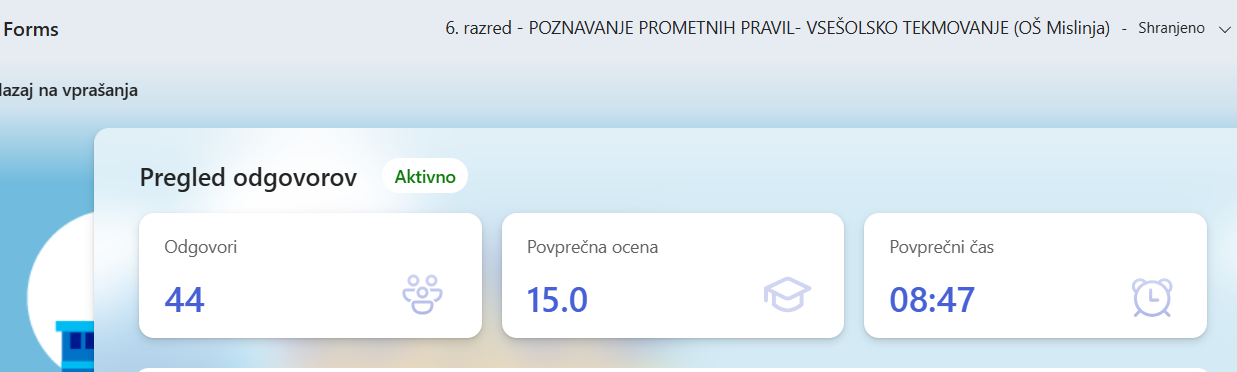 Forms
6. razred - POZNAVANJE PROMETNIH PRAVIL- VSEŠOLSKO TEKMOVANJE (OŠ Mislinja) - Shranjeno
lazaj na vprašanja
Pregled odgovorov Aktivno
Odgovori
44
Povprečna ocena
15.0
Povprečni čas
08:47